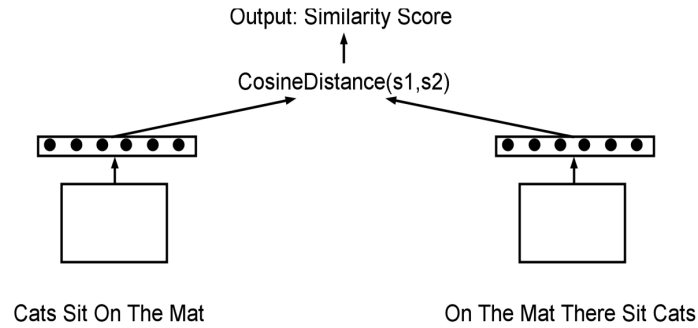 Output: Similarity Score
CosineDistance(s1,s2)
Cats Sit On The Mat
On The Mat There Sit Cats